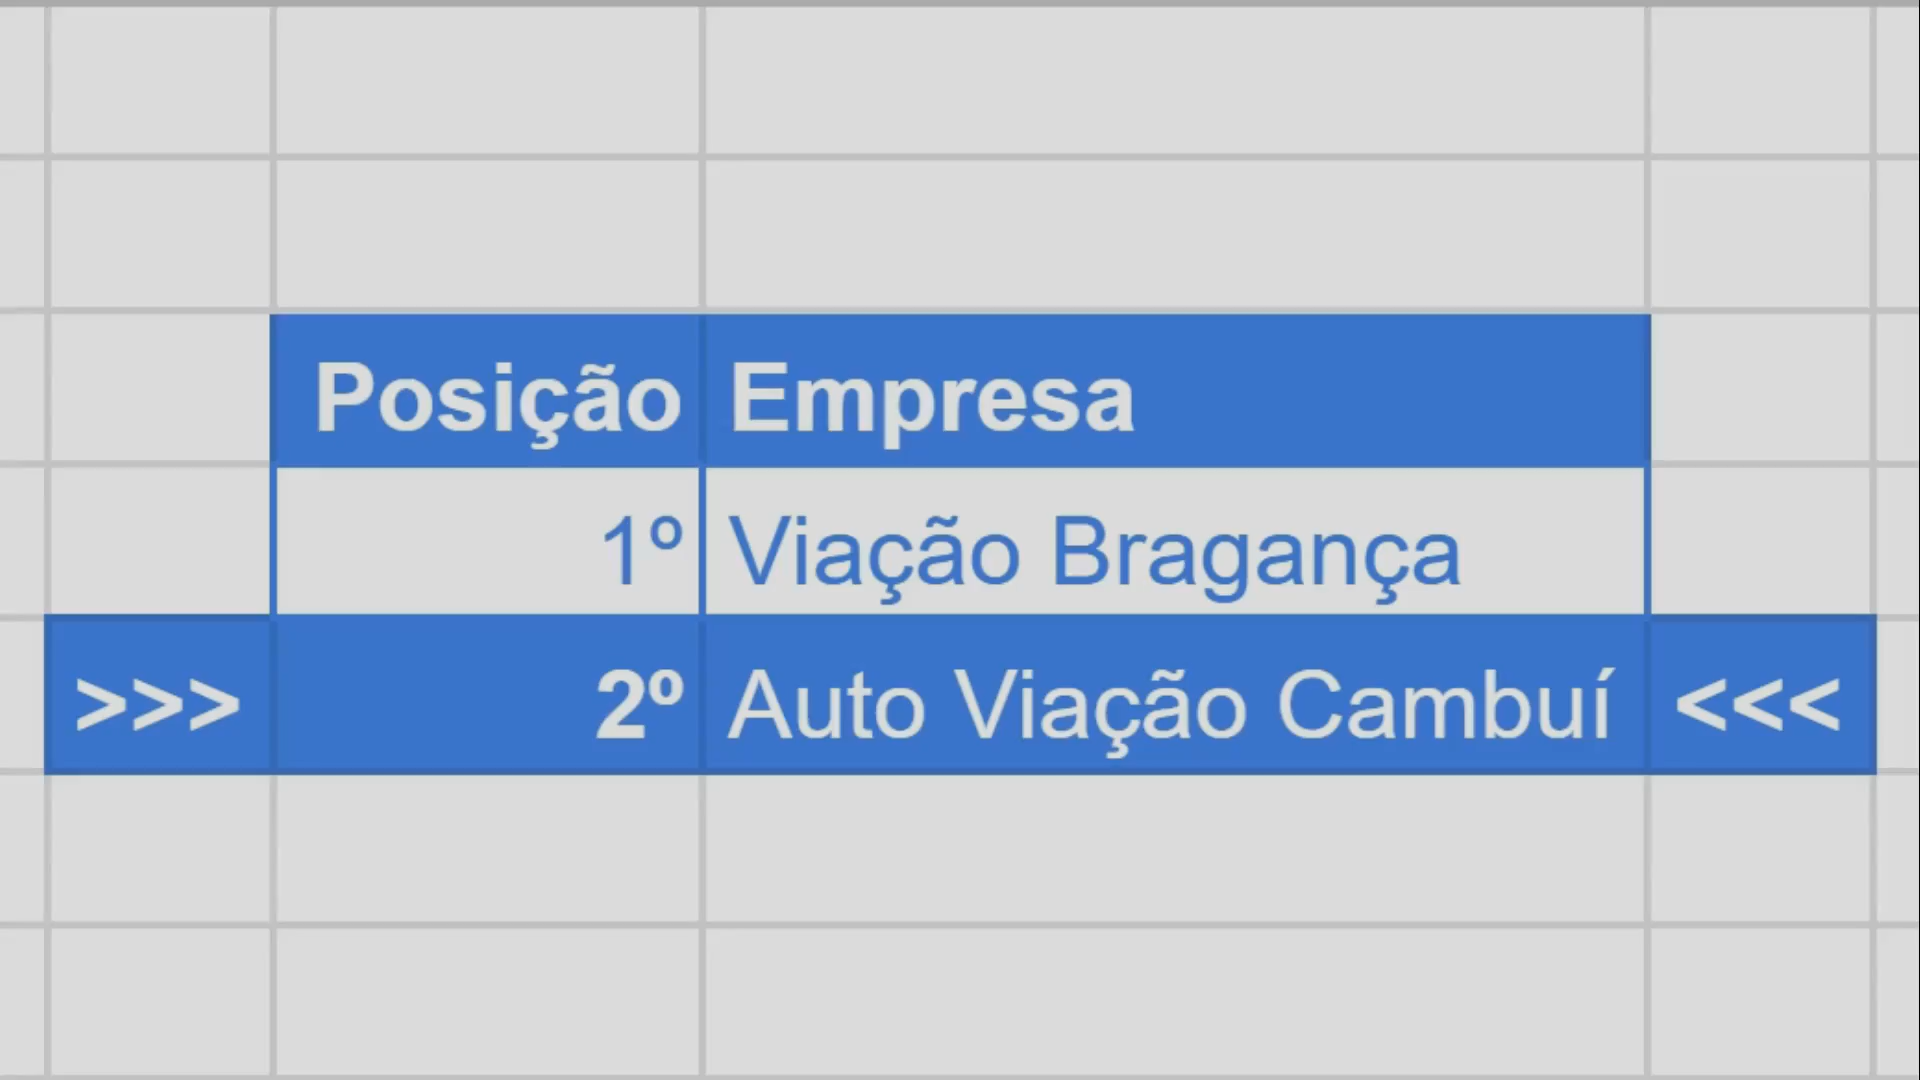 Posição Empresa
1º Viação Bragança
>>> 2º Auto Viação Cambuí <<<